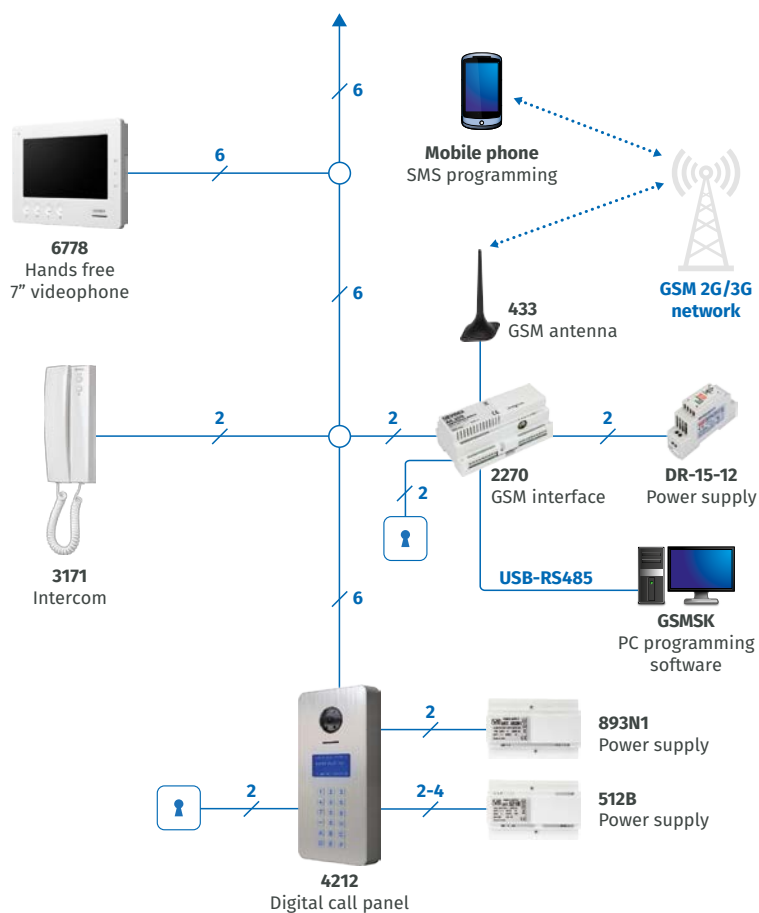 6
Mobile phone
SMS programming
6
6778
Hands free
7” videophone
6
433
GSM antenna
GSM 2G/3G
network
2
2
2
2270
GSM interface
DR-15-12
Power supply
2
3171
Intercom
USB-RS485
6
GSMSK
PC programming
software
2
893N1
Power supply
2
2-4
512B
Power supply
4212
Digital call panel